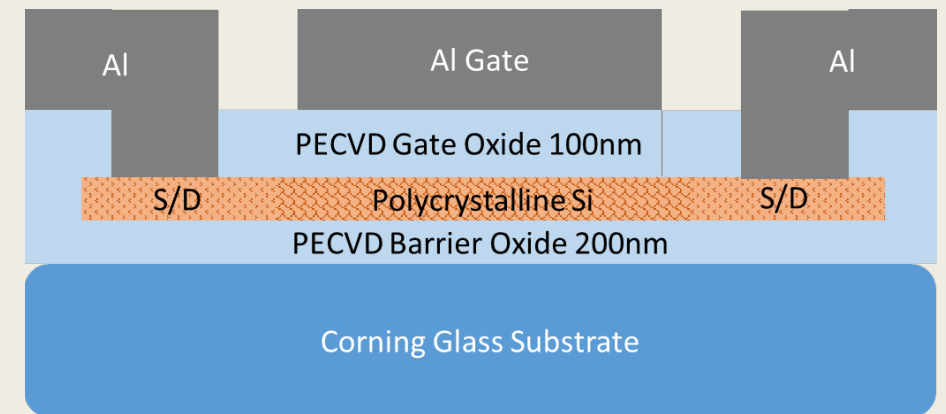 Al
Al Gate
Al
PECVD Gate Oxide 100nm
S/D
Polycrystalline Si
S/D
PECVD Barrier Oxide 200nm
Corning Glass Substrate